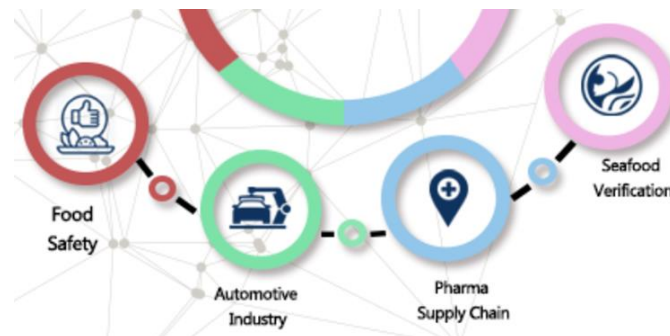 Food
Safety
Automotive
Industry
Pharma
Supply Chain
Seafood
Verification